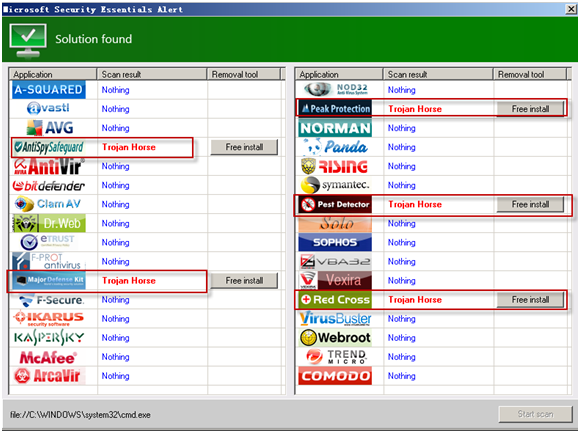 Microsoft Security Essentials Alert
Solution found
Application Scan result Removal tool
A-SQUARED Nothing
avast! Nothing
AVG Nothing
AntiSpySafeguard Trojan Horse Free install
AVIRA AntiVir Nothing
bitdefender Nothing
Clam AV Nothing
Dr.Web Nothing
eTRUST Nothing
F-PROT antivirus Nothing
Major Defense Kit Trojan Horse Free install
F-Secure. Nothing
IKARUS security software Nothing
KASPERSKY Nothing
McAfee Nothing
ArcaVir Nothing
Application Scan result Removal tool
NOD32 Nothing
Peak Protection Trojan Horse Free install
NORMAN Nothing
Panda Nothing
RISING Nothing
symantec. Nothing
Pest Detector Trojan Horse Free install
Solo Nothing
SOPHOS Nothing
VBA32 Nothing
Vexira Nothing
Red Cross Trojan Horse Free install
VirusBuster Nothing
Webroot Nothing
TREND MICRO Nothing
COMODO Nothing
file://C:\WINDOWS\system32\cmd.exe
Start scan